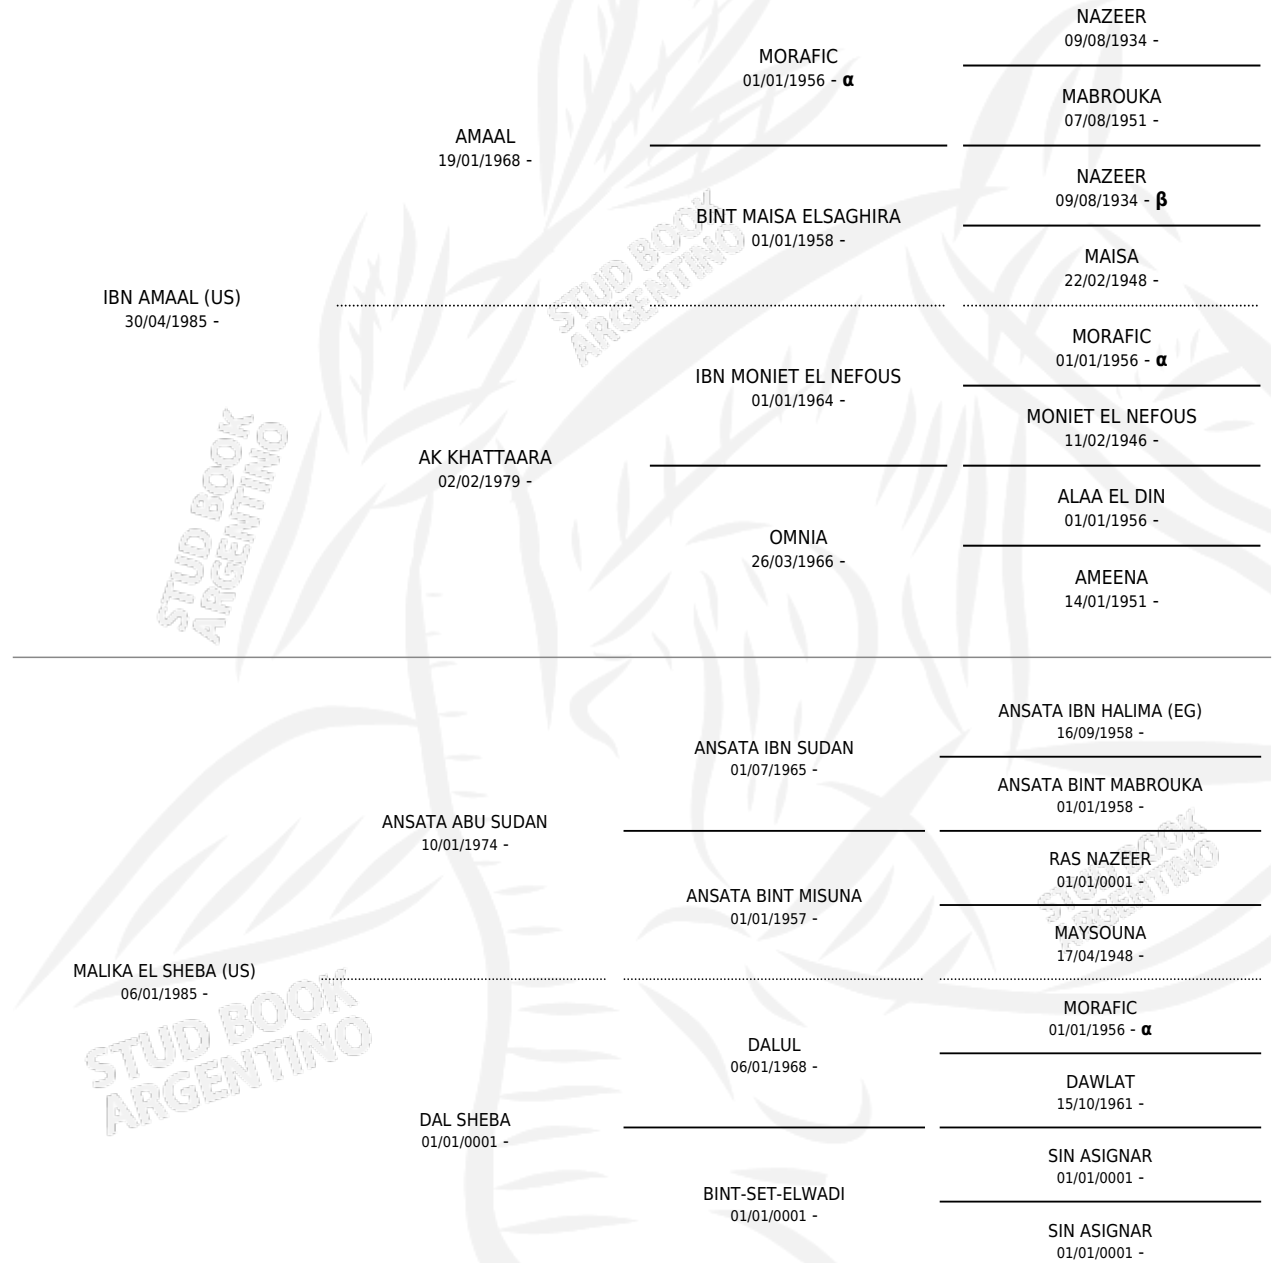 NAZEER
09/08/1934 -
MORAFIC
01/01/1956 - α
MABROUKA
07/08/1951 -
AMAAL
19/01/1968 -
NAZEER
09/08/1934 - β
BINT MAISA ELSAGHIRA
01/01/1958 -
MAISA
22/02/1948 -
IBN AMAAL (US)
30/04/1985 -
MORAFIC
01/01/1956 - α
IBN MONIET EL NEFOUS
01/01/1964 -
MONIET EL NEFOUS
11/02/1946 -
AK KHATTAARA
02/02/1979 -
ALAA EL DIN
01/01/1956 -
OMNIA
26/03/1966 -
AMEENA
14/01/1951 -
STUD BOOK
ARGENTINO
STUD BOOK
ARGENTINO
ANSATA IBN HALIMA (EG)
16/09/1958 -
ANSATA IBN SUDAN
01/07/1965 -
ANSATA BINT MABROUKA
01/01/1958 -
ANSATA ABU SUDAN
10/01/1974 -
RAS NAZEER
01/01/0001 -
ANSATA BINT MISUNA
01/01/1957 -
MAYSOUNA
17/04/1948 -
MALIKA EL SHEBA (US)
06/01/1985 -
MORAFIC
01/01/1956 - α
DALUL
06/01/1968 -
DAWLAT
15/10/1961 -
DAL SHEBA
01/01/0001 -
SIN ASIGNAR
01/01/0001 -
BINT-SET-ELWADI
01/01/0001 -
SIN ASIGNAR
01/01/0001 -
STUD BOOK
ARGENTINO
STUD BOOK
ARGENTINO